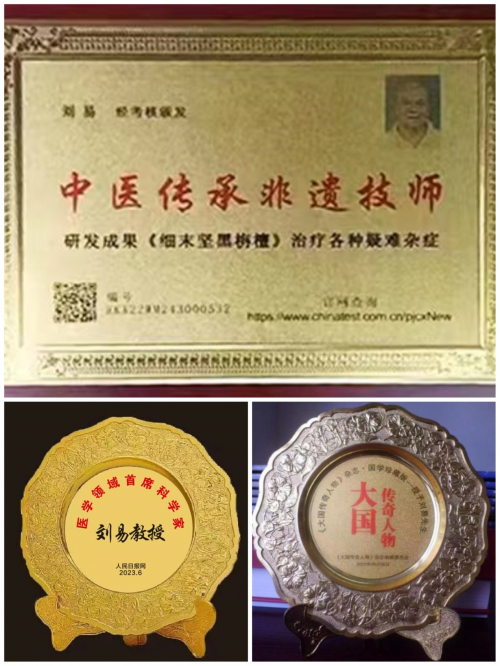 刘易 经考核颁发
中医传承非遗技师
研发成果《细末坚黑栴檀》治疗各种疑难杂症
编号
官网查询
https://www.chinatest.com.cn/pjcxNew
医学领域首席科学家
刘易教授
人民日报网
2023.6
大国
传奇人物